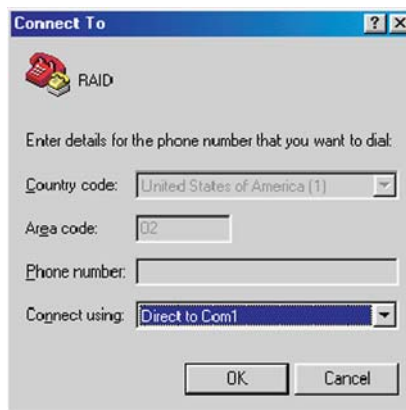 Connect To
RAID
Enter details for the phone number that you want to dial:
Country code: United States of America (1)
Area code: 02
Phone number:
Connect using: Direct to Com1
OK Cancel